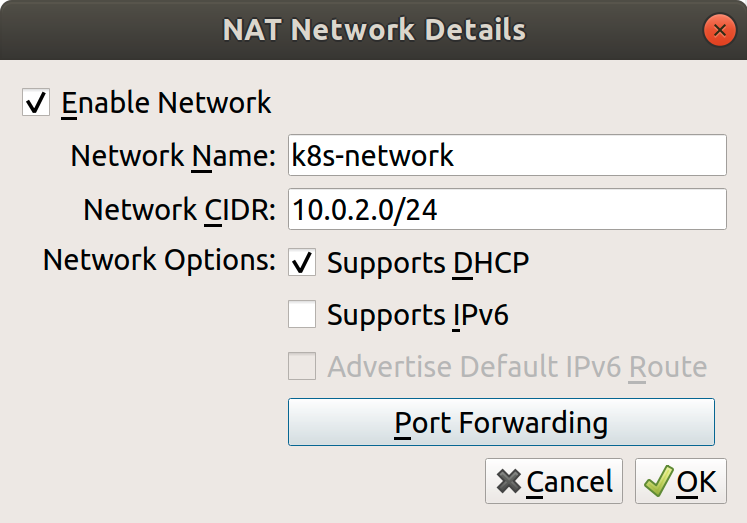 NAT Network Details
Enable Network
Network Name: k8s-network
Network CIDR: 10.0.2.0/24
Network Options: Supports DHCP
Supports IPv6
Advertise Default IPv6 Route
Port Forwarding
Cancel OK